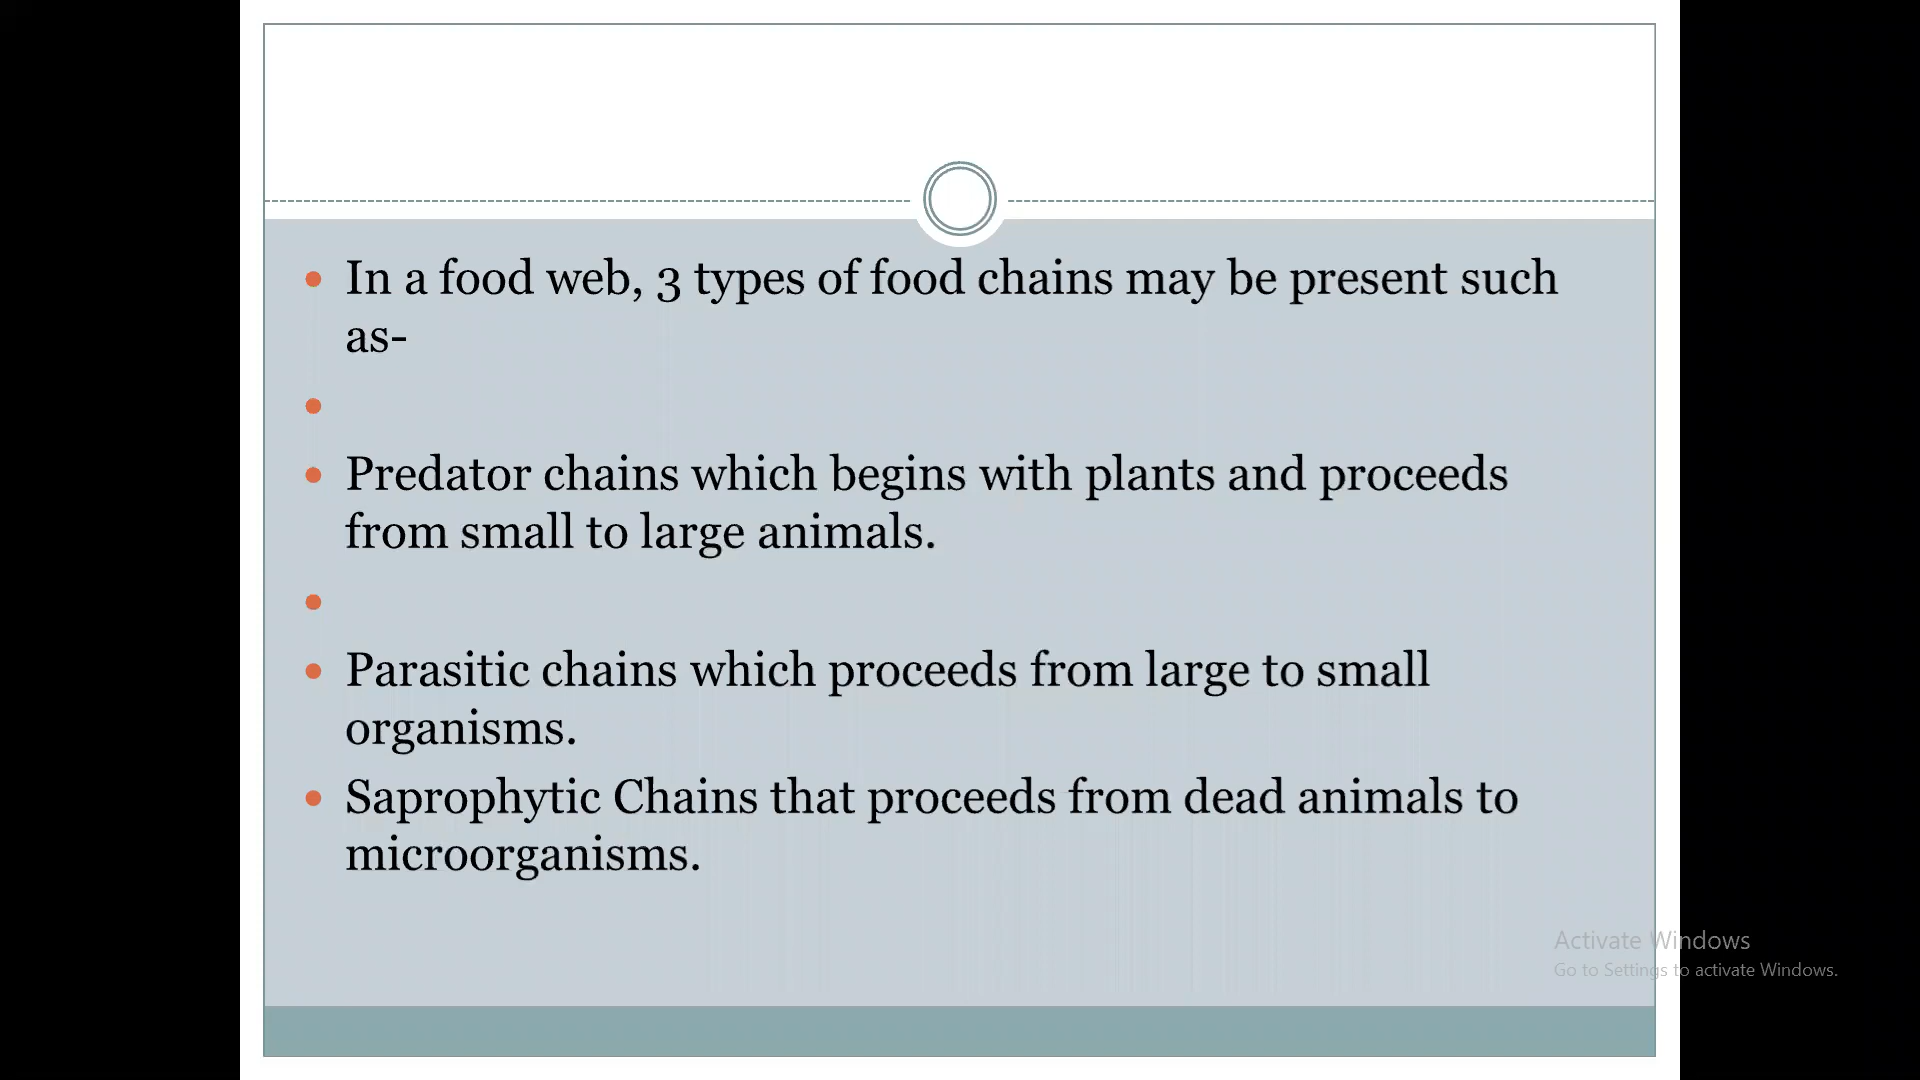 In a food web, 3 types of food chains may be present such
as-
Predator chains which begins with plants and proceeds
from small to large animals.
Parasitic chains which proceeds from large to small
organisms.
Saprophytic Chains that proceeds from dead animals to
microorganisms.
Activate Windows
Go to Settings to activate Windows.